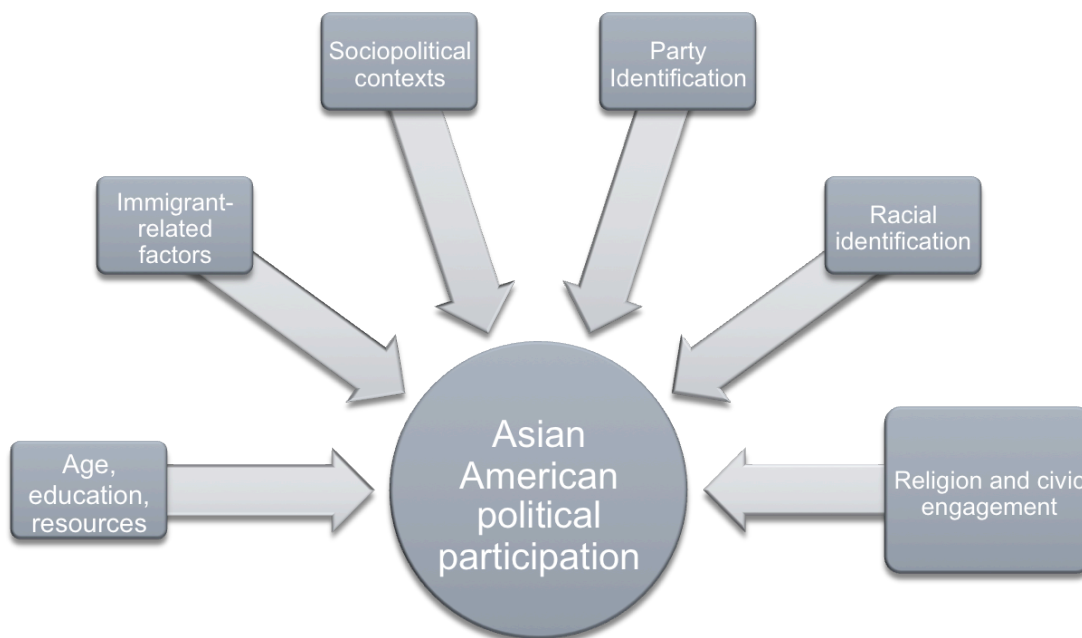 Sociopolitical
contexts
Party
Identification
Immigrant-
related
factors
Racial
identification
Age,
education,
resources
Asian
American
political
participation
Religion and civic
engagement